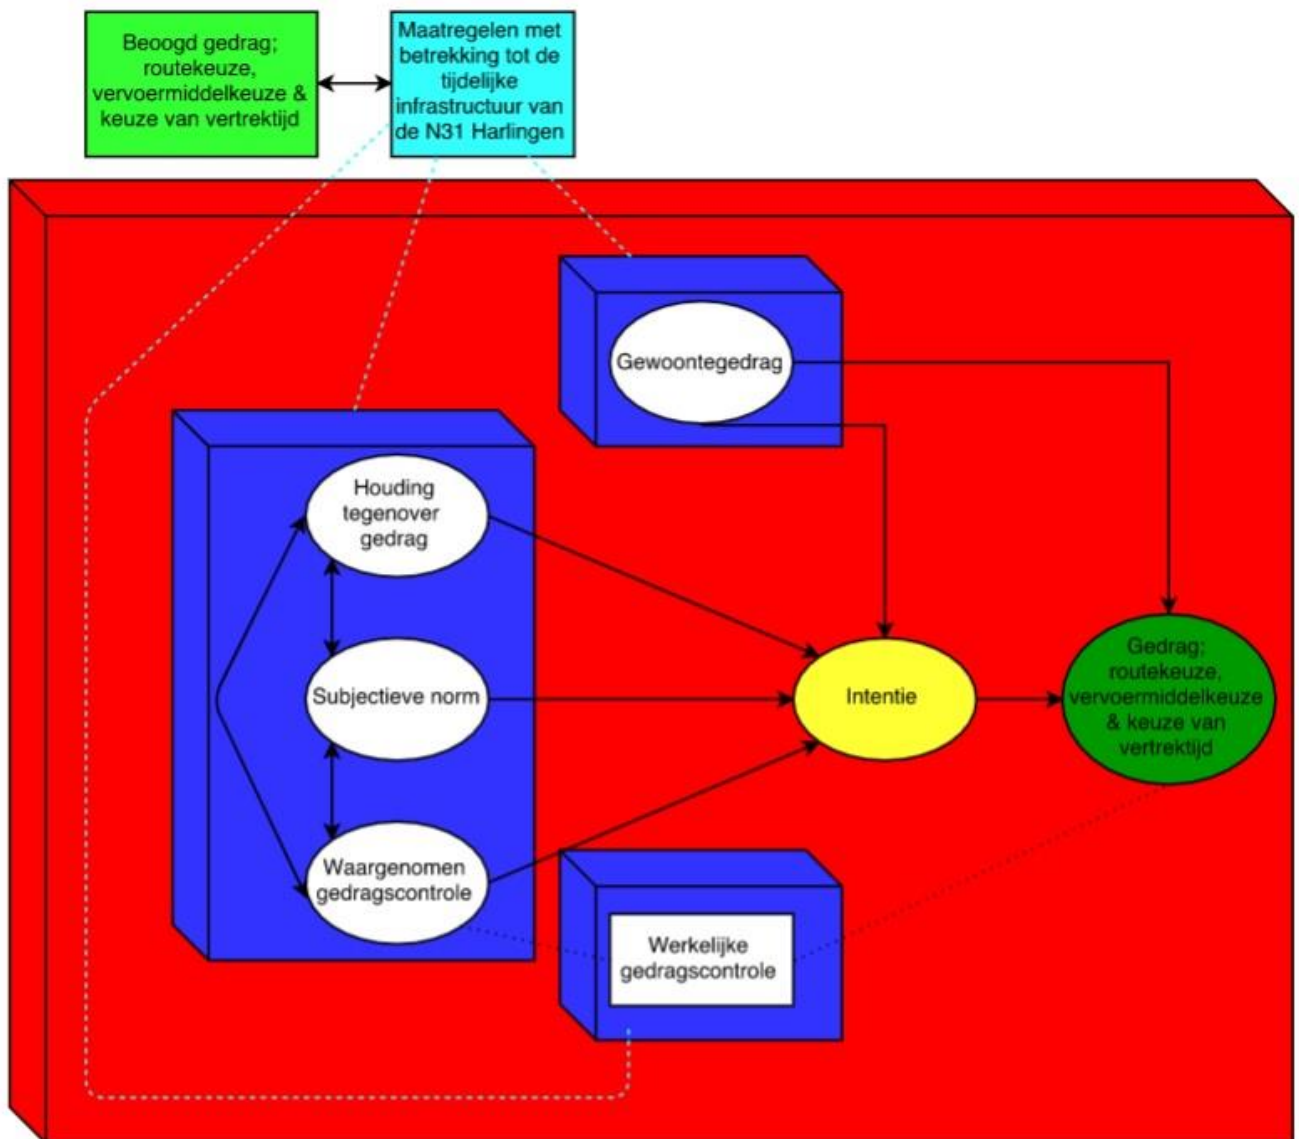 Beoogd gedrag;
routekeuze,
vervoermiddelkeuze &
keuze van vertrektijd
Maatregelen met
betrekking tot de
tijdelijke
infrastructuur van
de N31 Harlingen
Gewoontegedrag
Houding
tegenover
gedrag
Subjectieve norm
Intentie
Gedrag;
routekeuze,
vervoermiddelkeuze
& keuze van
vertrektijd
Waargenomen
gedragscontrole
Werkelijke
gedragscontrole